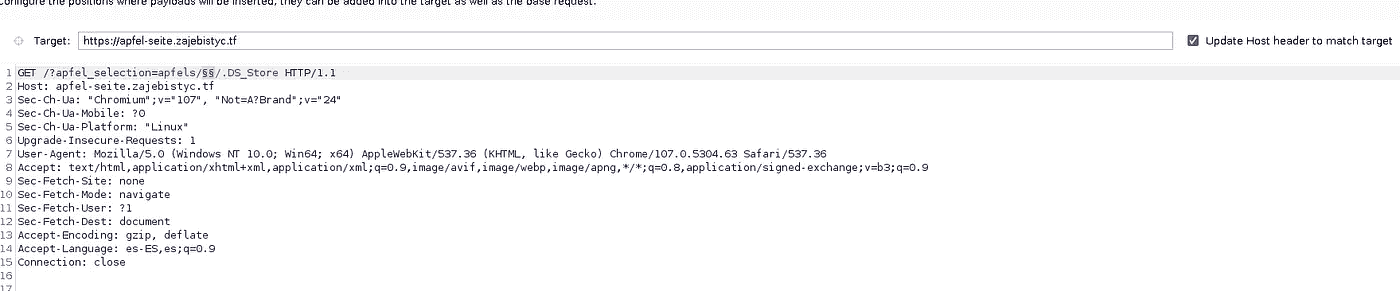 Configure the positions where payloads will be inserted, they can be added into the target as well as the base request.
Target: https://apfel-seite.zajebistyc.tf Update Host header to match target
1 GET /?apfel_selection=apfels/§§/.DS_Store HTTP/1.1
2 Host: apfel-seite.zajebistyc.tf
3 Sec-Ch-Ua: "Chromium";v="107", "Not=A?Brand";v="24"
4 Sec-Ch-Ua-Mobile: ?0
5 Sec-Ch-Ua-Platform: "Linux"
6 Upgrade-Insecure-Requests: 1
7 User-Agent: Mozilla/5.0 (Windows NT 10.0; Win64; x64) AppleWebKit/537.36 (KHTML, like Gecko) Chrome/107.0.5304.63 Safari/537.36
8 Accept: text/html,application/xhtml+xml,application/xml;q=0.9,image/avif,image/webp,image/apng,*/*;q=0.8,application/signed-exchange;v=b3;q=0.9
9 Sec-Fetch-Site: none
10 Sec-Fetch-Mode: navigate
11 Sec-Fetch-User: ?1
12 Sec-Fetch-Dest: document
13 Accept-Encoding: gzip, deflate
14 Accept-Language: es-ES,es;q=0.9
15 Connection: close
16
17